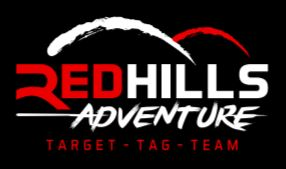 REDHILLS
ADVENTURE
TARGET - TAG - TEAM